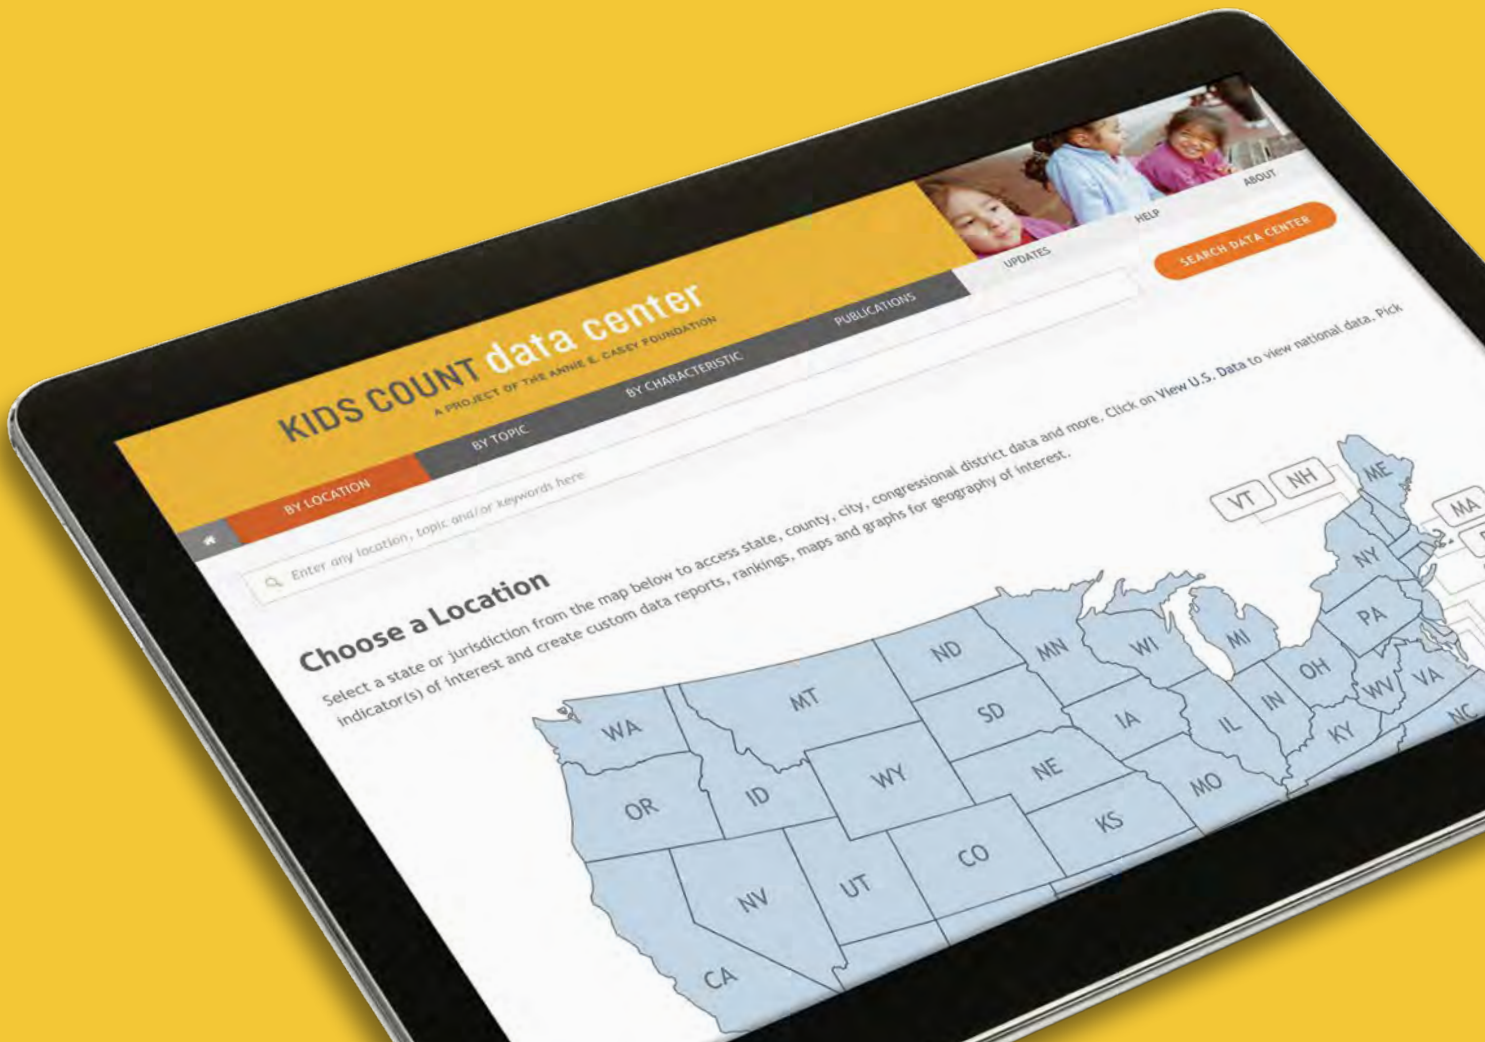 KIDS COUNT data center
A PROJECT OF THE ANNIE E. CASEY FOUNDATION
BY LOCATION
BY TOPIC
BY CHARACTERISTIC
PUBLICATIONS
UPDATES
HELP
ABOUT
Enter any location, topic and/or keywords here
SEARCH DATA CENTER
Choose a Location
Select a state or jurisdiction from the map below to access state, county, city, congressional district data and more. Click on View U.S. Data to view national data. Pick
indicator(s) of interest and create custom data reports, rankings, maps and graphs for geography of interest.
VT
NH
ME
MA
NY
PA
WA
MT
ND
MN
WI
MI
OR
ID
WY
SD
IA
IL
IN
OH
WV
VA
NE
KY
NC
NV
UT
CO
KS
MO
CA